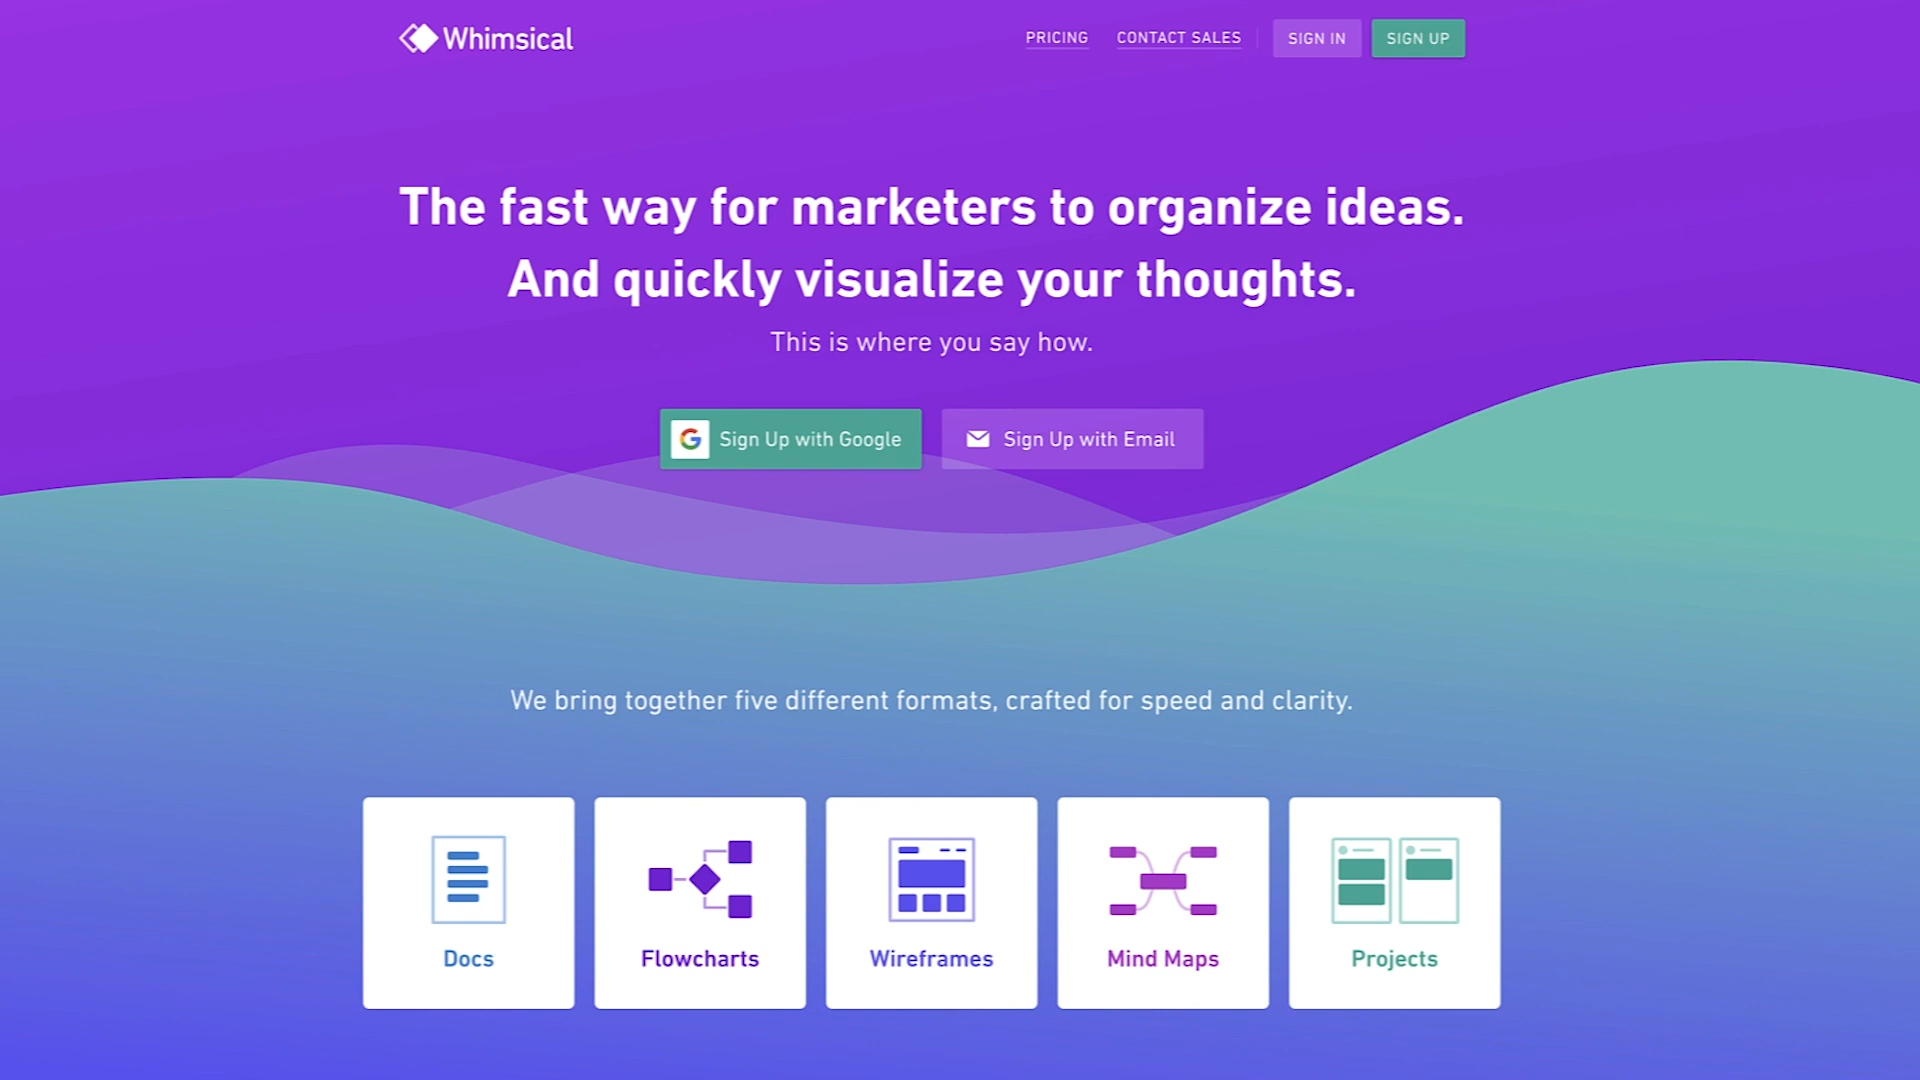 Whimsical
PRICING
CONTACT SALES
SIGN IN
SIGN UP
The fast way for marketers to organize ideas.
And quickly visualize your thoughts.
This is where you say how.
Sign Up with Google
Sign Up with Email
We bring together five different formats, crafted for speed and clarity.
Docs
Flowcharts
Wireframes
Mind Maps
Projects